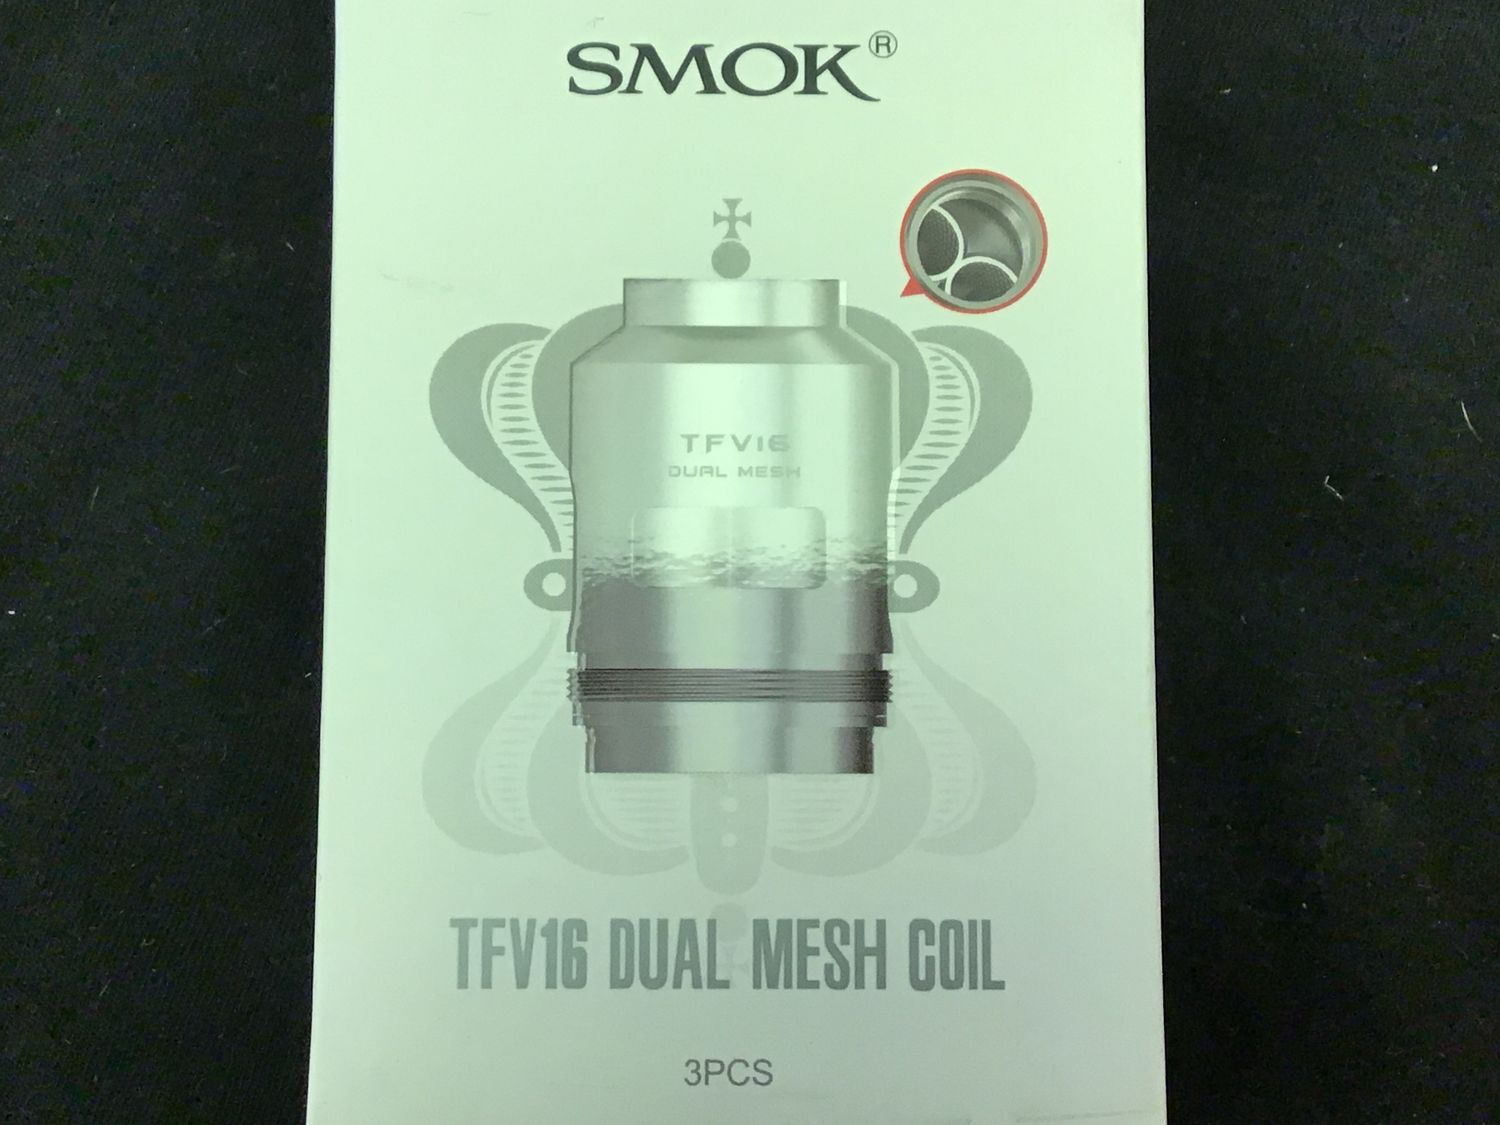 SMOK®
TFV16
DUAL MESH
TFV16 DUAL MESH COIL
3PCS